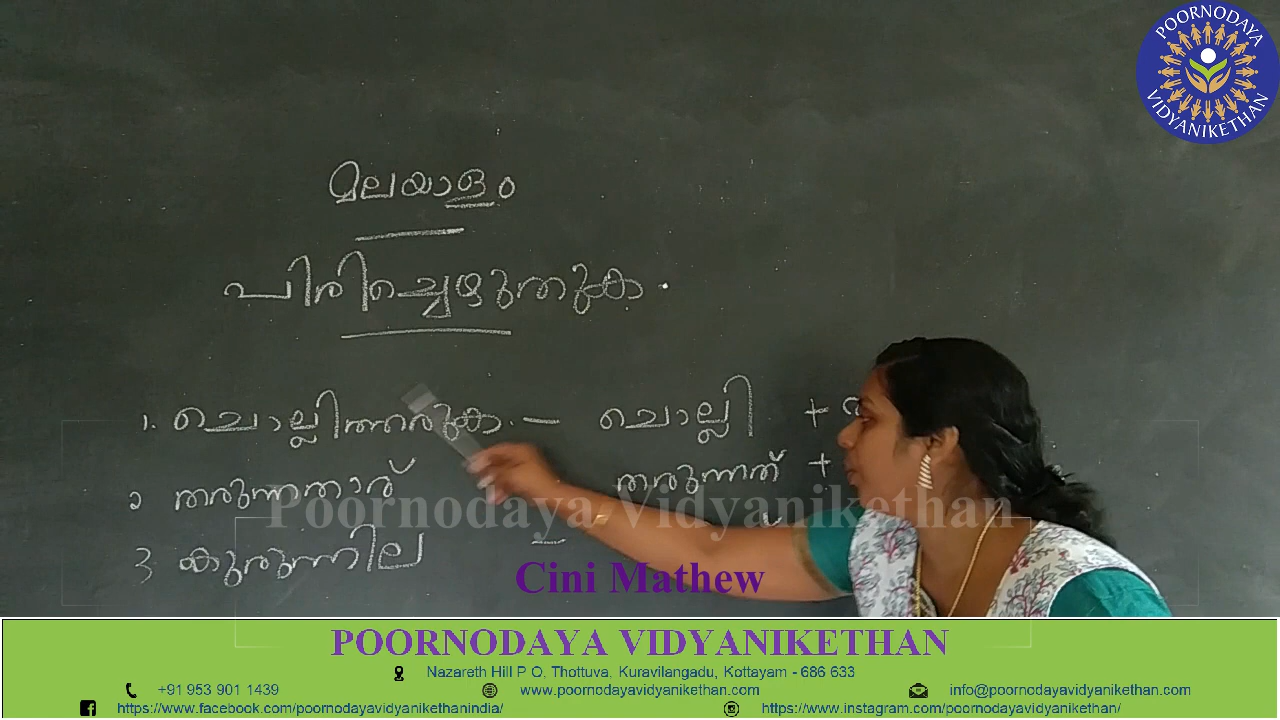 POORNODAYA
VIDYANIKETHAN
മലയാളം
പിരിച്ചെഴുതുക.
1. ചൊല്ലിത്തരുക. — ചൊല്ലി +
2 തരുന്നതാര് തരുന്നത് +
3 കുരുന്നില
Poornodaya Vidyanikethan
Cini Mathew
POORNODAYA VIDYANIKETHAN
Nazareth Hill P O, Thottuva, Kuravilangadu, Kottayam - 686 633
+91 953 901 1439 www.poornodayavidyanikethan.com info@poornodayavidyanikethan.com
https://www.facebook.com/poornodayavidyanikethanindia/ https://www.instagram.com/poornodayavidyanikethan/